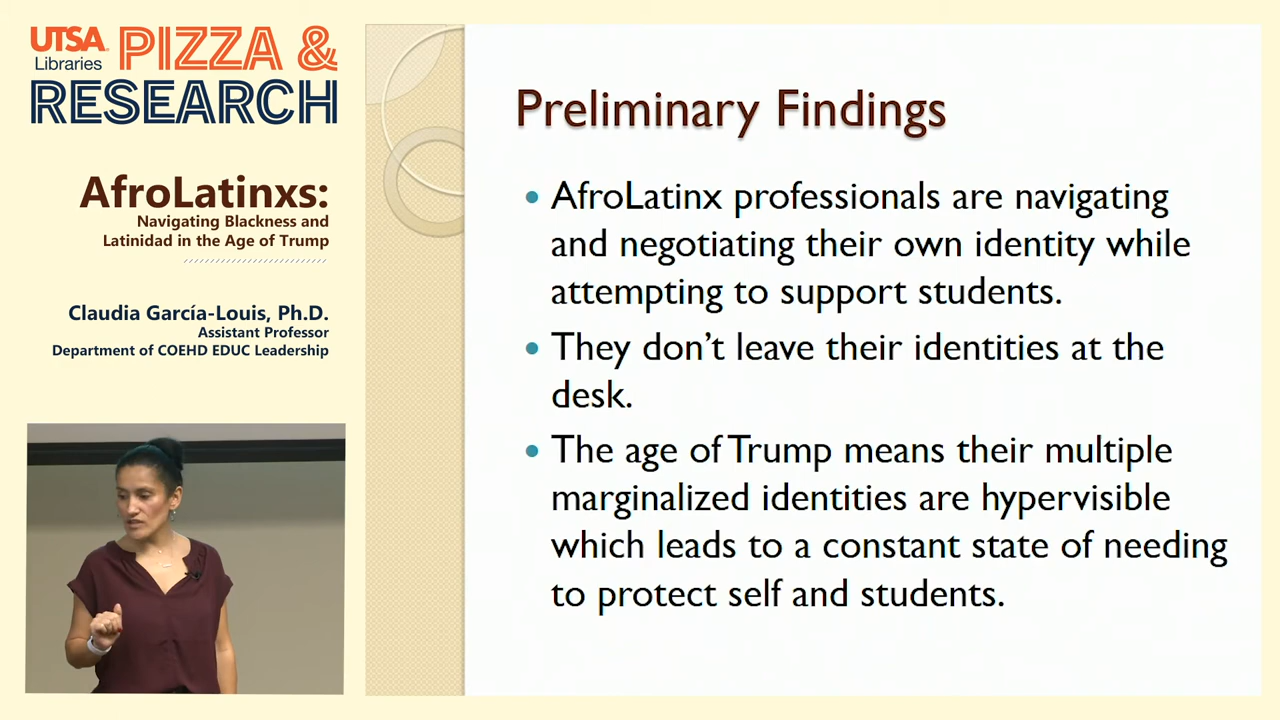 UTSA
Libraries
PIZZA &
RESEARCH
AfroLatinxs:
Navigating Blackness and
Latinidad in the Age of Trump
Claudia García-Louis, Ph.D.
Assistant Professor
Department of COEHD EDUC Leadership
Preliminary Findings
• AfroLatinx professionals are navigating
and negotiating their own identity while
attempting to support students.
• They don't leave their identities at the
desk.
• The age of Trump means their multiple
marginalized identities are hypervisible
which leads to a constant state of needing
to protect self and students.